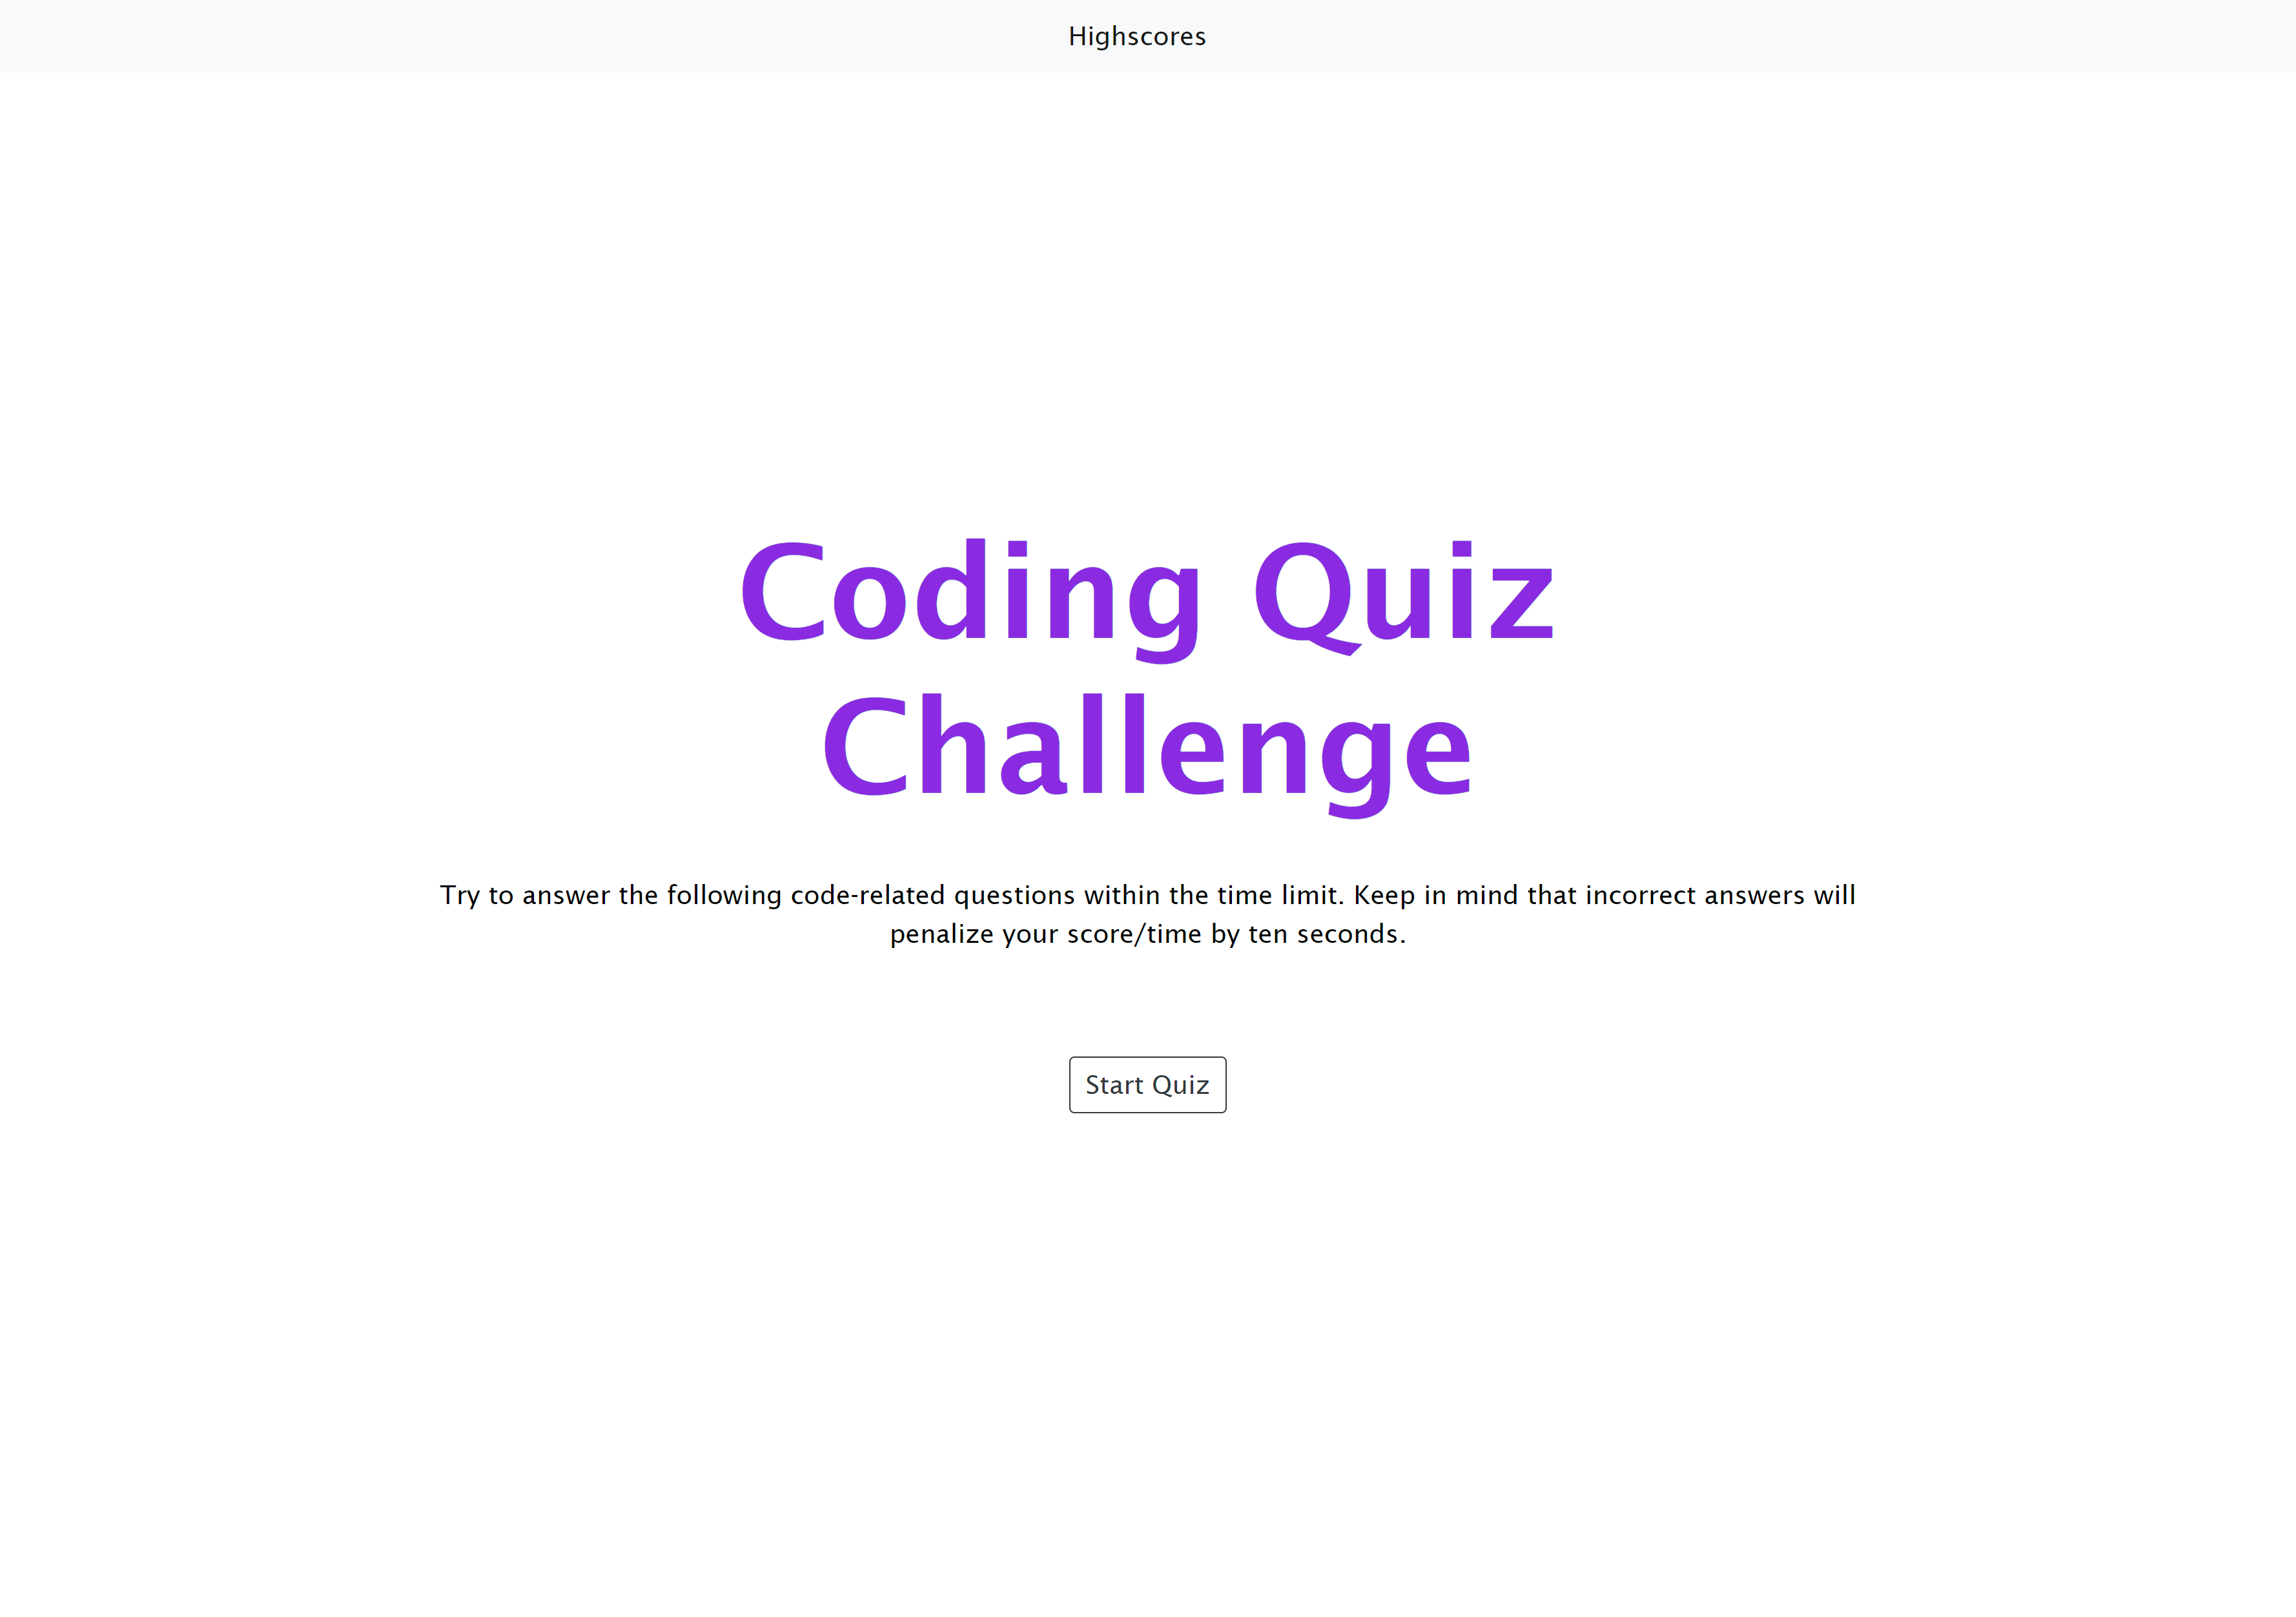 Highscores
Coding Quiz
Challenge
Try to answer the following code-related questions within the time limit. Keep in mind that incorrect answers will
penalize your score/time by ten seconds.
Start Quiz